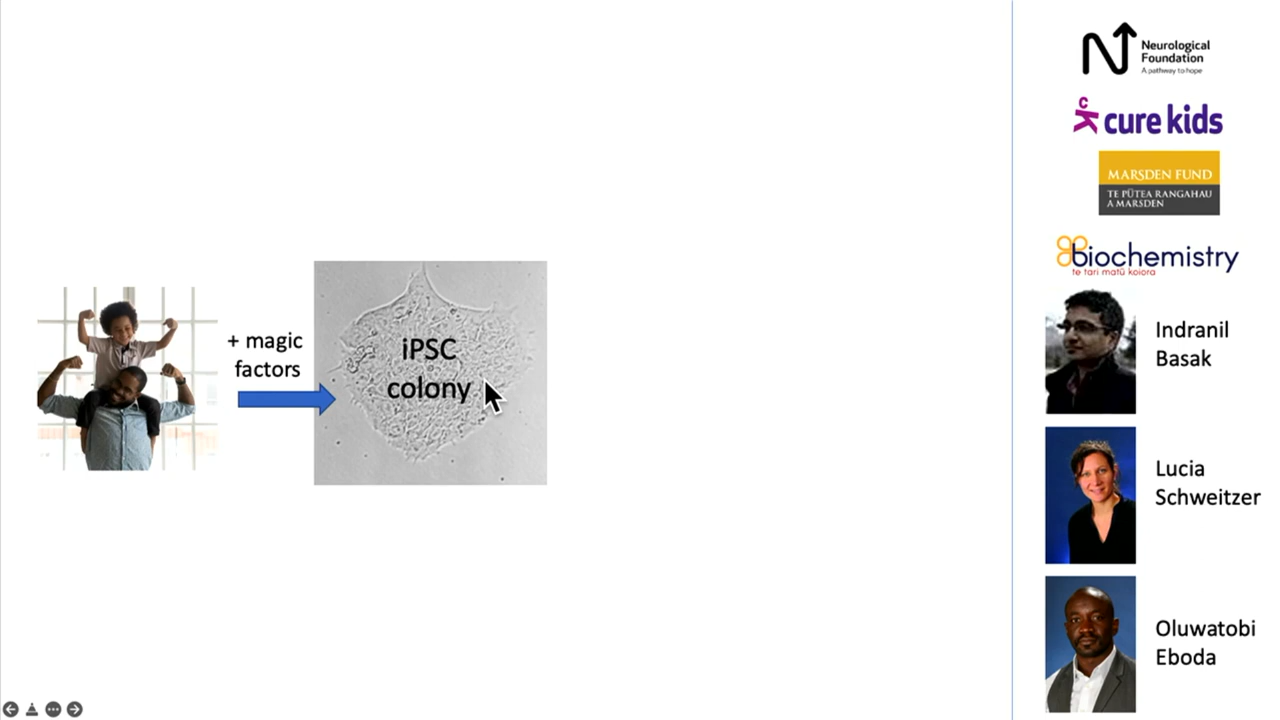 + magic
factors
iPSC
colony
Neurological
Foundation
A pathway to hope
cK cure kids
MARSDEN FUND
TE PŪTEA RANGAHAU
A MARSDEN
biochemistry
te tari matū koiora
Indranil
Basak
Lucia
Schweitzer
Oluwatobi
Eboda